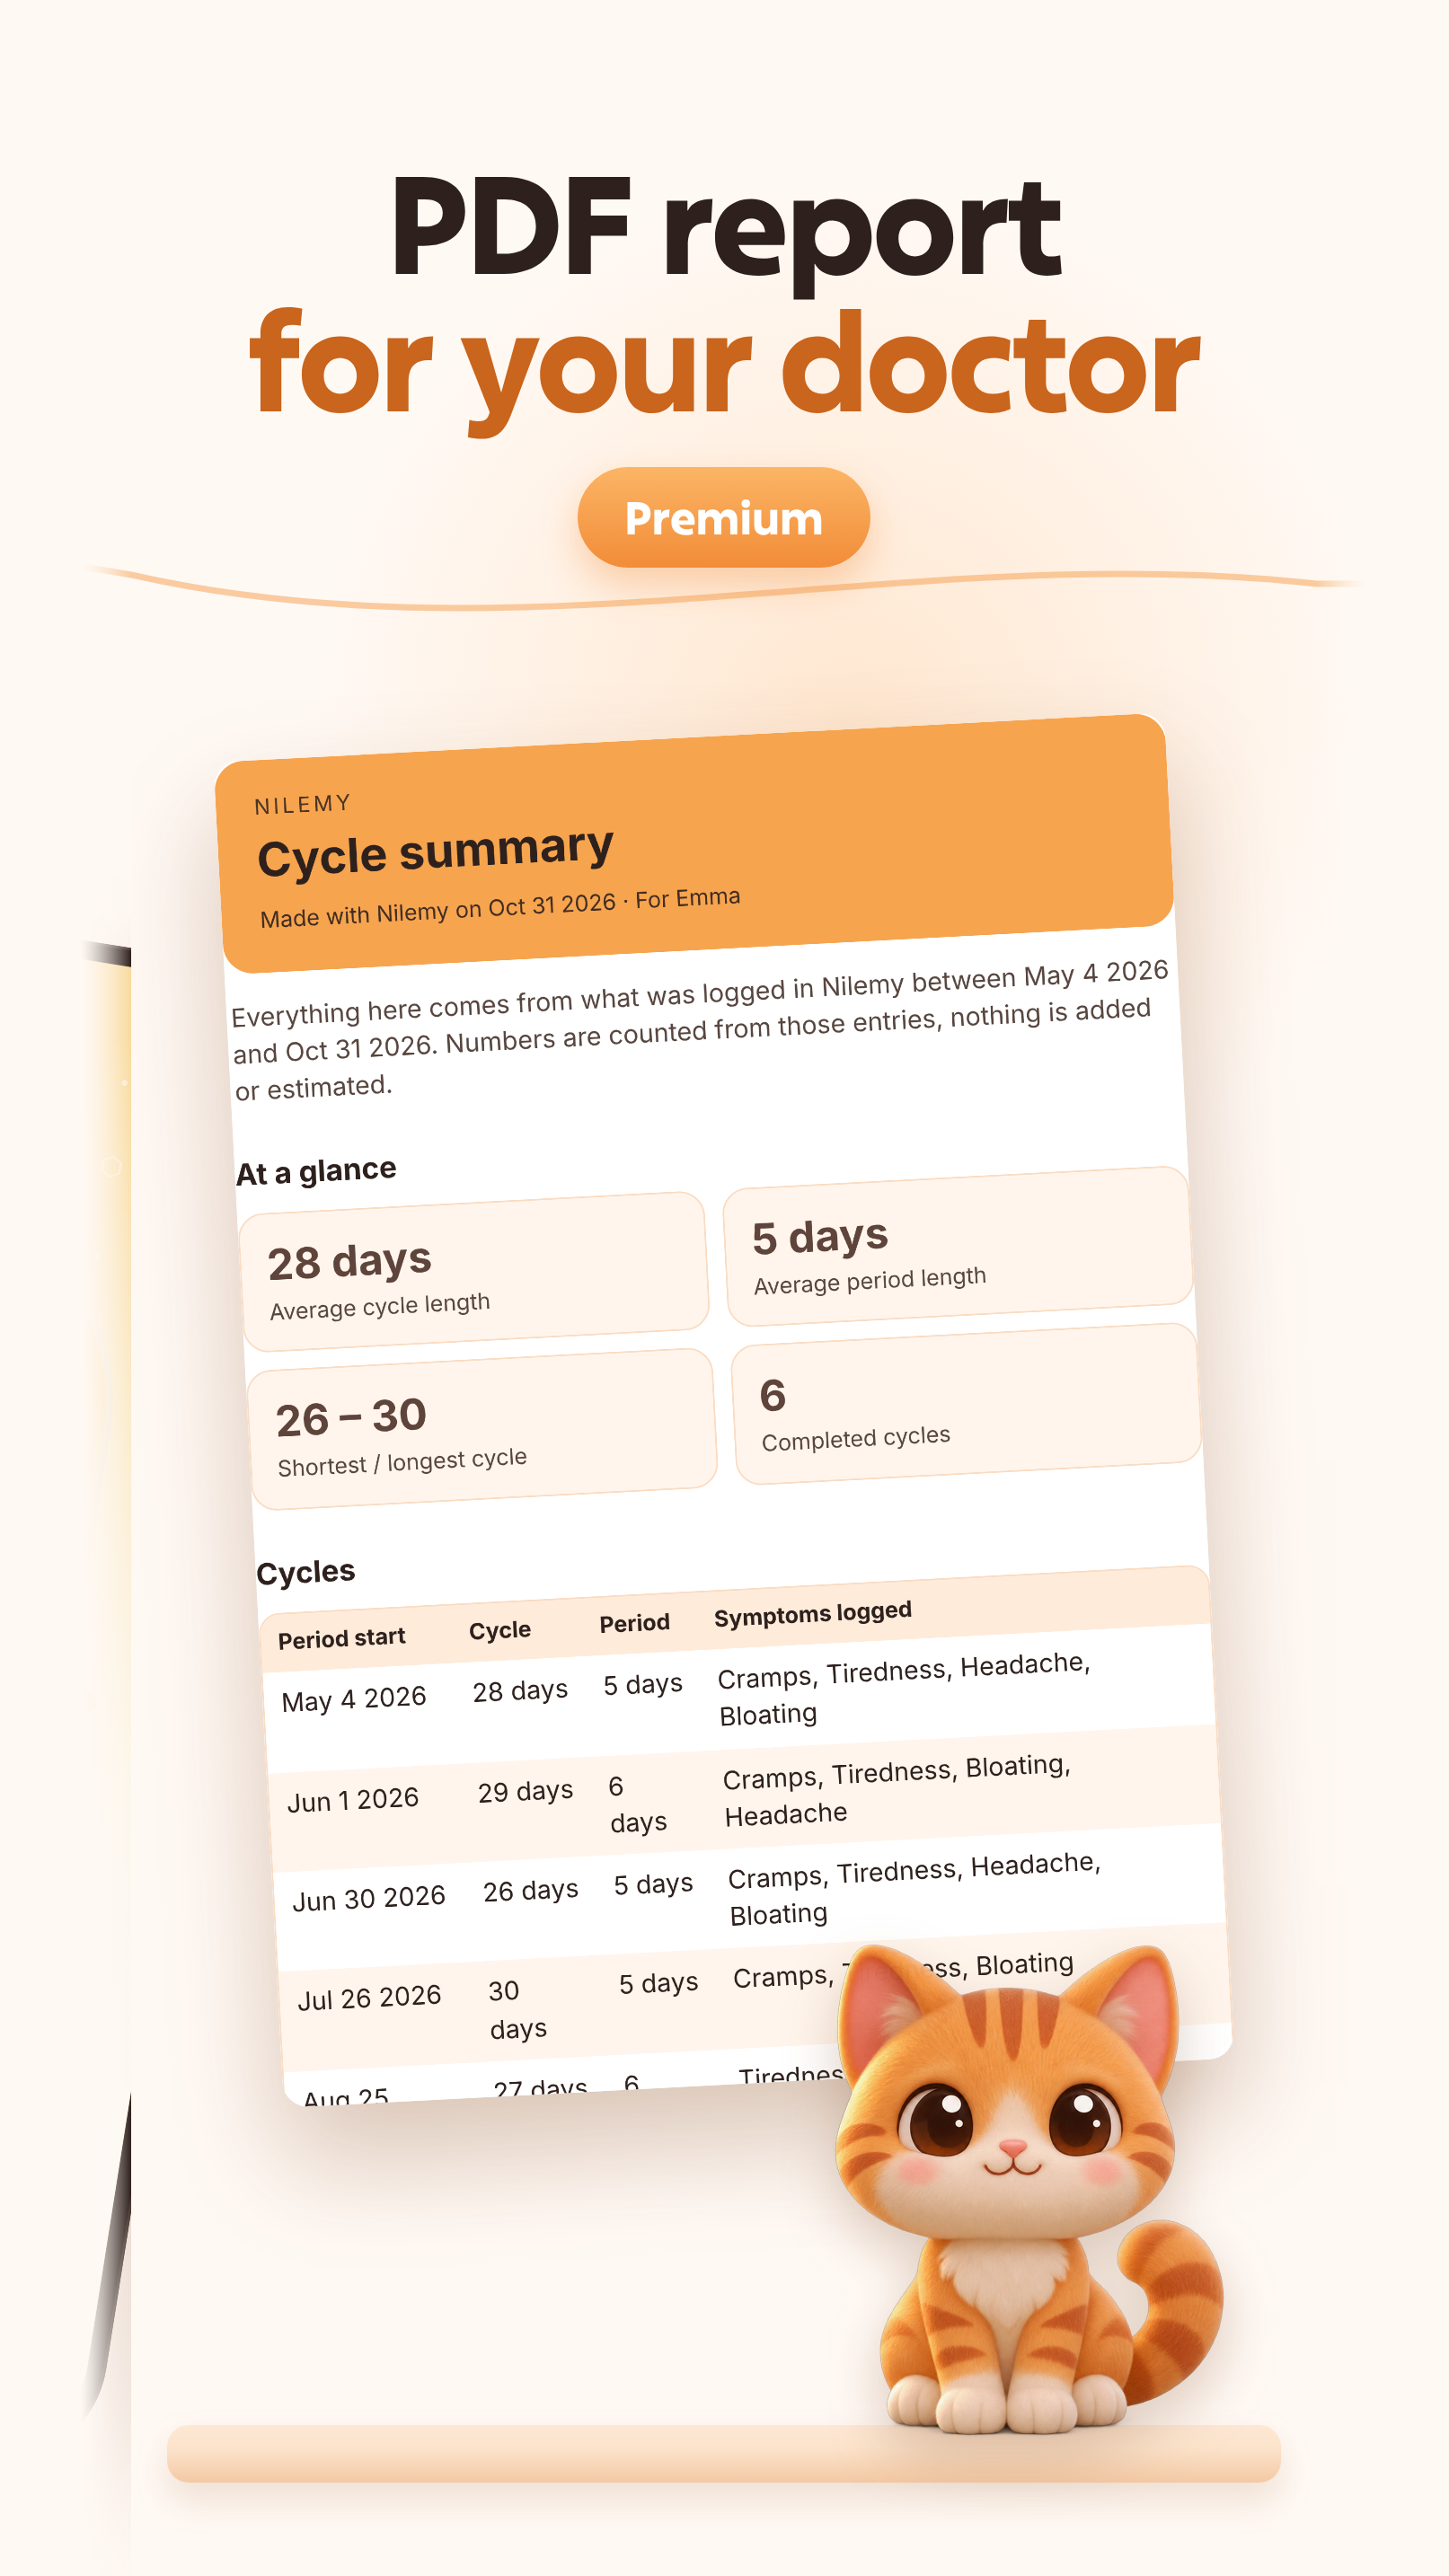 PDF report
for your doctor
Premium
NILEMY
Cycle summary
Made with Nilemy on Oct 31 2026 · For Emma
Everything here comes from what was logged in Nilemy between May 4 2026
and Oct 31 2026. Numbers are counted from those entries, nothing is added
or estimated.
At a glance
28 days
Average cycle length
5 days
Average period length
26 – 30
Shortest / longest cycle
6
Completed cycles
Cycles
Period start Cycle Period Symptoms logged
May 4 2026 28 days 5 days Cramps, Tiredness, Headache,
Bloating
Jun 1 2026 29 days 6 Cramps, Tiredness, Bloating,
days Headache
Jun 30 2026 26 days 5 days Cramps, Tiredness, Headache,
Bloating
Jul 26 2026 30 5 days Cramps, Bloating
days
Aug 25 27 days 6